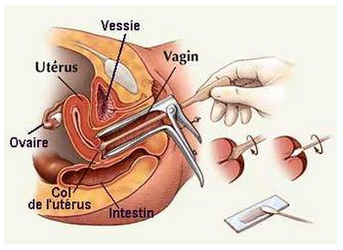 Vessie
Utérus
Vagin
Ovaire
Col
de l'utérus
Intestin